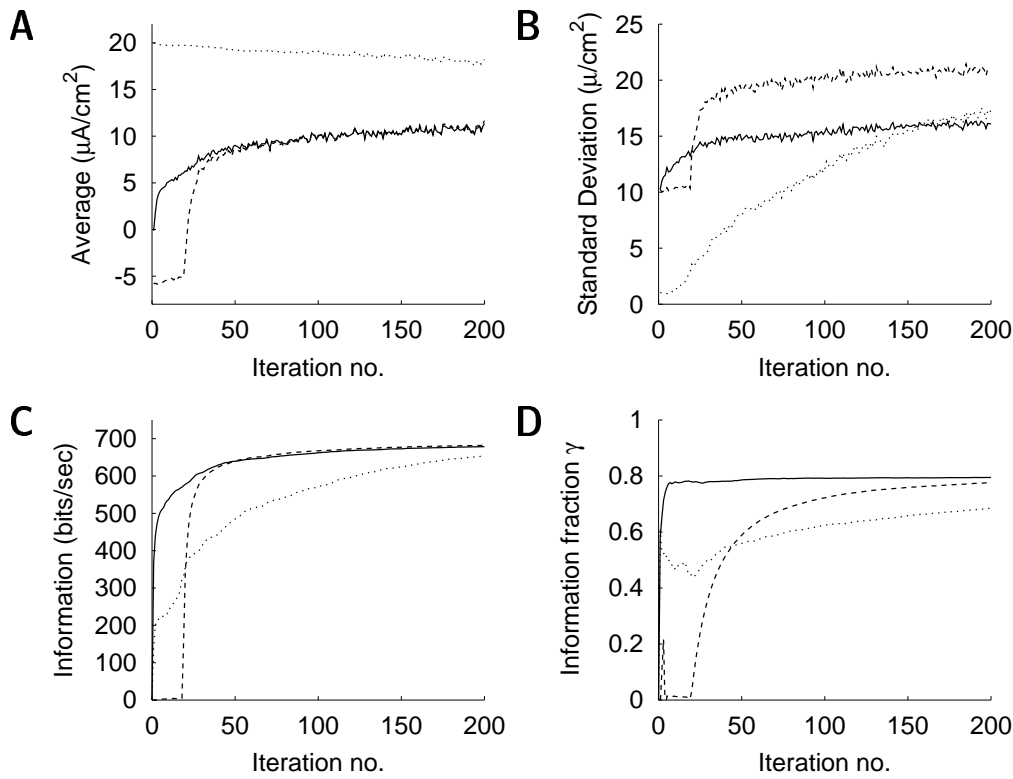 A
20
15
10
5
0
-5
Average (μA/cm²)
0 50 100 150 200
Iteration no.
B
25
20
15
10
5
0
Standard Deviation (μ/cm²)
0 50 100 150 200
Iteration no.
C
700
600
500
400
300
200
100
0
Information (bits/sec)
0 50 100 150 200
Iteration no.
D
1
0.8
0.6
0.4
0.2
0
Information fraction γ
0 50 100 150 200
Iteration no.